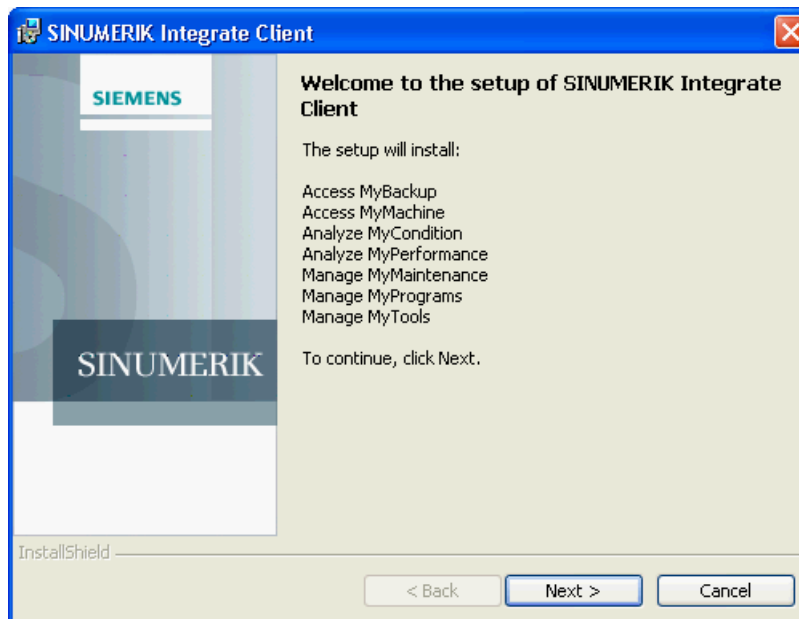 SINUMERIK Integrate Client
SIEMENS
SINUMERIK
Welcome to the setup of SINUMERIK Integrate
Client
The setup will install:
Access MyBackup
Access MyMachine
Analyze MyCondition
Analyze MyPerformance
Manage MyMaintenance
Manage MyPrograms
Manage MyTools
To continue, click Next.
InstallShield
< Back
Next >
Cancel